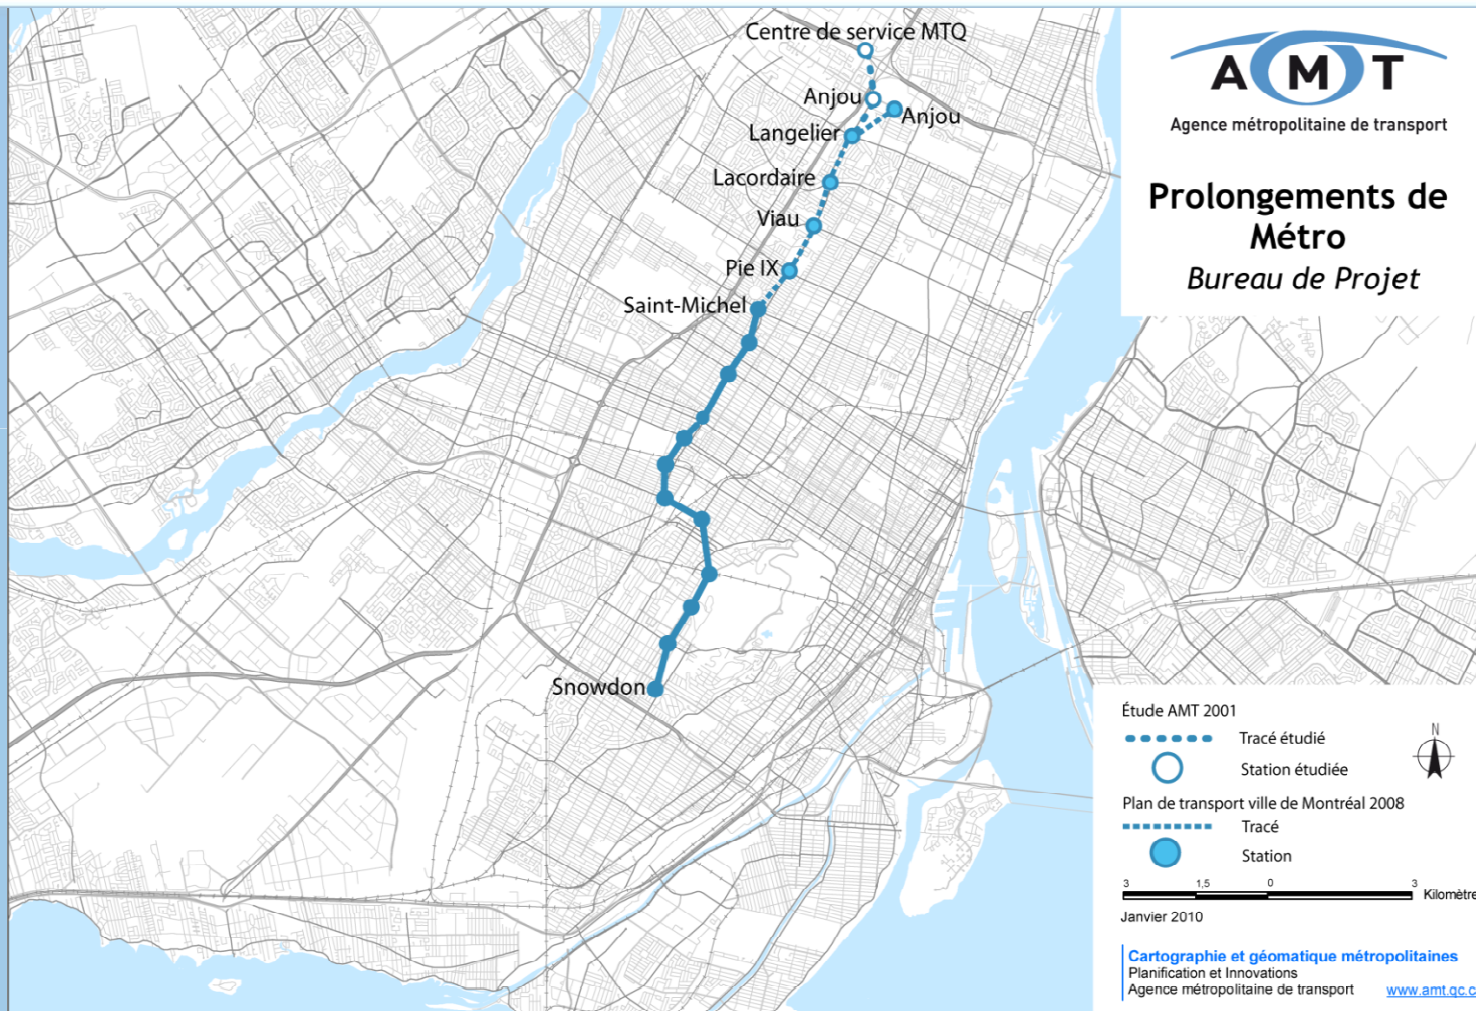 Centre de service MTQ
Anjou
Anjou
Langelier
Lacordaire
Viau
Pie IX
Saint-Michel
Snowdon
AMT
Agence métropolitaine de transport
Prolongements de
Métro
Bureau de Projet
Étude AMT 2001
Tracé étudié
Station étudiée
N
Plan de transport ville de Montréal 2008
Tracé
Station
3 1,5 0 3
Kilomètre
Janvier 2010
Cartographie et géomatique métropolitaines
Planification et Innovations
Agence métropolitaine de transport www.amt.qc.c